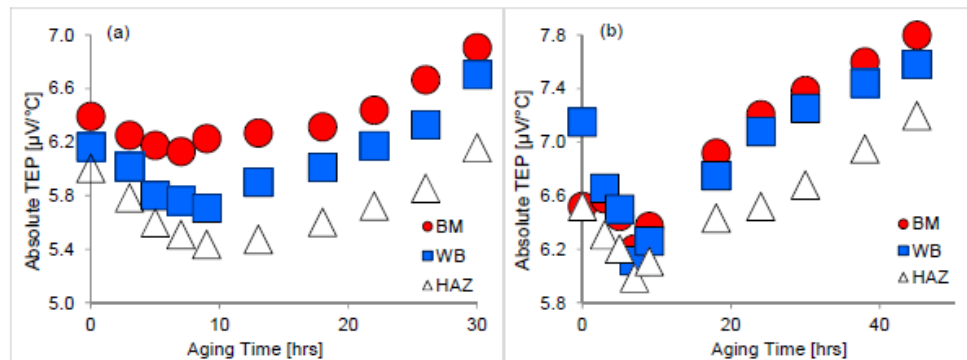 (a)
Absolute TEP [µV/°C]
7.0
6.6
6.2
5.8
5.4
5.0
BM
WB
HAZ
0 10 20 30
Aging Time [hrs]
(b)
Absolute TEP [µV/°C]
7.8
7.4
7.0
6.6
6.2
5.8
BM
WB
HAZ
0 20 40
Aging Time [hrs]